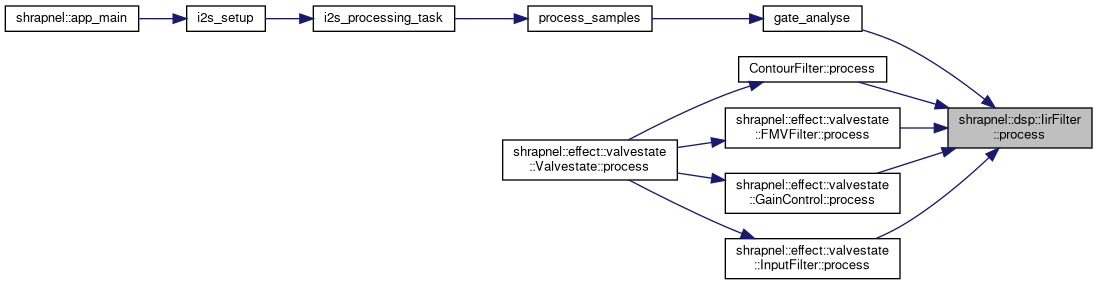 shrapnel::app_main
i2s_setup
i2s_processing_task
process_samples
gate_analyse
ContourFilter::process
shrapnel::effect::valvestate
::FMVFilter::process
shrapnel::dsp::IirFilter
::process
shrapnel::effect::valvestate
::Valvestate::process
shrapnel::effect::valvestate
::GainControl::process
shrapnel::effect::valvestate
::InputFilter::process